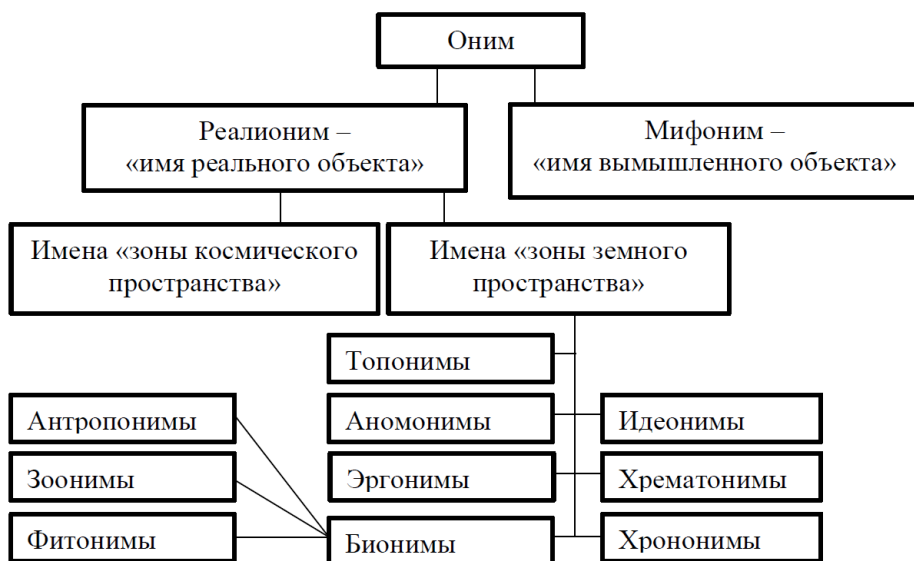 Оним
Реалионим –
«имя реального объекта»
Мифоним –
«имя вымышленного объекта»
Имена «зоны космического
пространства»
Имена «зоны земного
пространства»
Топонимы
Антропонимы
Аномонимы
Идеонимы
Зоонимы
Эргонимы
Хрематонимы
Фитонимы
Бионимы
Хрононимы